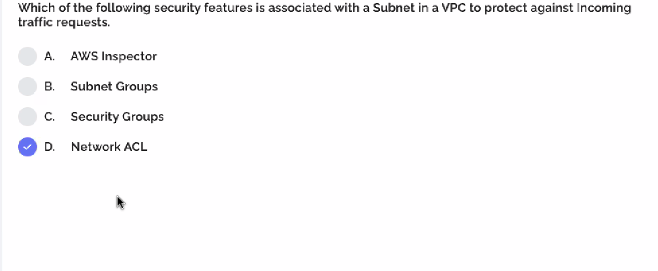 Which of the following security features is associated with a Subnet in a VPC to protect against Incoming
traffic requests.
A. AWS Inspector
B. Subnet Groups
C. Security Groups
D. Network ACL